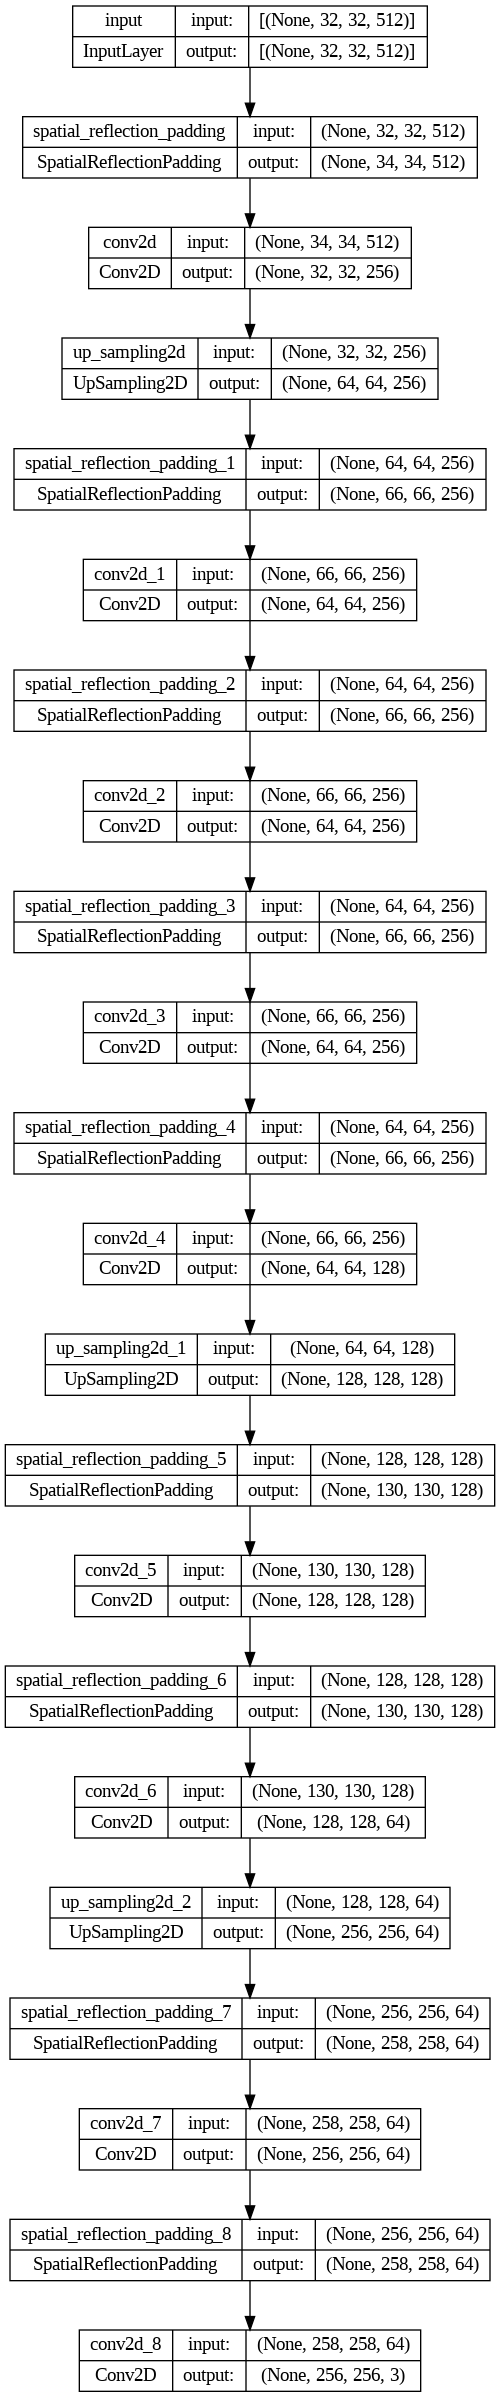 input input: [(None, 32, 32, 512)]
InputLayer output: [(None, 32, 32, 512)]
spatial_reflection_padding input: (None, 32, 32, 512)
SpatialReflectionPadding output: (None, 34, 34, 512)
conv2d input: (None, 34, 34, 512)
Conv2D output: (None, 32, 32, 256)
up_sampling2d input: (None, 32, 32, 256)
UpSampling2D output: (None, 64, 64, 256)
spatial_reflection_padding_1 input: (None, 64, 64, 256)
SpatialReflectionPadding output: (None, 66, 66, 256)
conv2d_1 input: (None, 66, 66, 256)
Conv2D output: (None, 64, 64, 256)
spatial_reflection_padding_2 input: (None, 64, 64, 256)
SpatialReflectionPadding output: (None, 66, 66, 256)
conv2d_2 input: (None, 66, 66, 256)
Conv2D output: (None, 64, 64, 256)
spatial_reflection_padding_3 input: (None, 64, 64, 256)
SpatialReflectionPadding output: (None, 66, 66, 256)
conv2d_3 input: (None, 66, 66, 256)
Conv2D output: (None, 64, 64, 256)
spatial_reflection_padding_4 input: (None, 64, 64, 256)
SpatialReflectionPadding output: (None, 66, 66, 256)
conv2d_4 input: (None, 66, 66, 256)
Conv2D output: (None, 64, 64, 128)
up_sampling2d_1 input: (None, 64, 64, 128)
UpSampling2D output: (None, 128, 128, 128)
spatial_reflection_padding_5 input: (None, 128, 128, 128)
SpatialReflectionPadding output: (None, 130, 130, 128)
conv2d_5 input: (None, 130, 130, 128)
Conv2D output: (None, 128, 128, 128)
spatial_reflection_padding_6 input: (None, 128, 128, 128)
SpatialReflectionPadding output: (None, 130, 130, 128)
conv2d_6 input: (None, 130, 130, 128)
Conv2D output: (None, 128, 128, 64)
up_sampling2d_2 input: (None, 128, 128, 64)
UpSampling2D output: (None, 256, 256, 64)
spatial_reflection_padding_7 input: (None, 256, 256, 64)
SpatialReflectionPadding output: (None, 258, 258, 64)
conv2d_7 input: (None, 258, 258, 64)
Conv2D output: (None, 256, 256, 64)
spatial_reflection_padding_8 input: (None, 256, 256, 64)
SpatialReflectionPadding output: (None, 258, 258, 64)
conv2d_8 input: (None, 258, 258, 64)
Conv2D output: (None, 256, 256, 3)